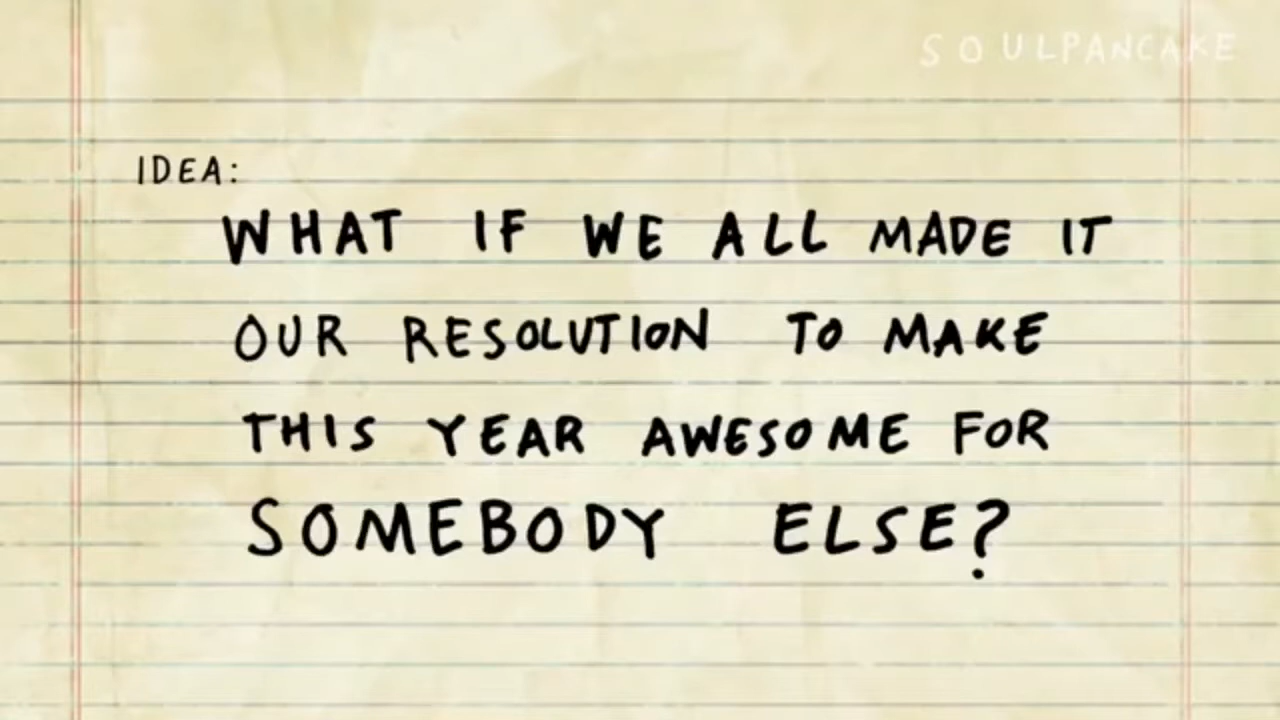 SOULPANCAKE
IDEA:
WHAT IF WE ALL MADE IT
OUR RESOLUTION TO MAKE
THIS YEAR AWESOME FOR
SOMEBODY ELSE?